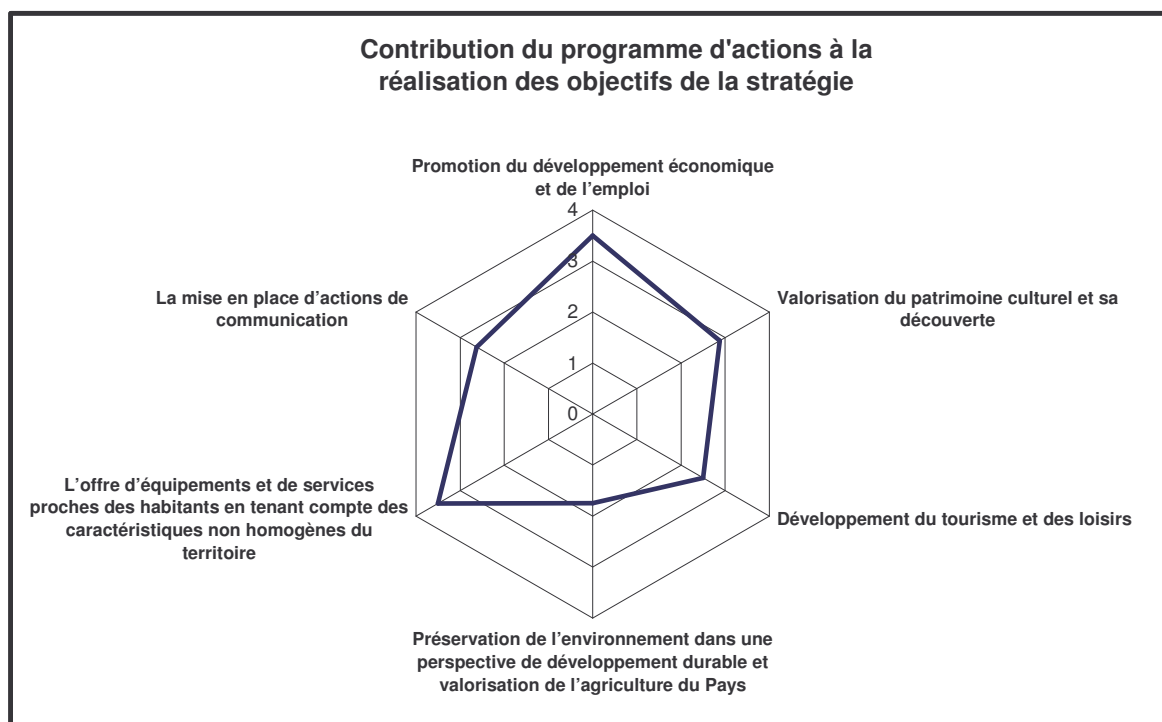 Contribution du programme d'actions à la
réalisation des objectifs de la stratégie
Promotion du développement économique
et de l’emploi
4
3
2
1
0
La mise en place d’actions de
communication
Valorisation du patrimoine culturel et sa
découverte
L’offre d’équipements et de services
proches des habitants en tenant compte des
caractéristiques non homogènes du
territoire
Développement du tourisme et des loisirs
Préservation de l’environnement dans une
perspective de développement durable et
valorisation de l’agriculture du Pays